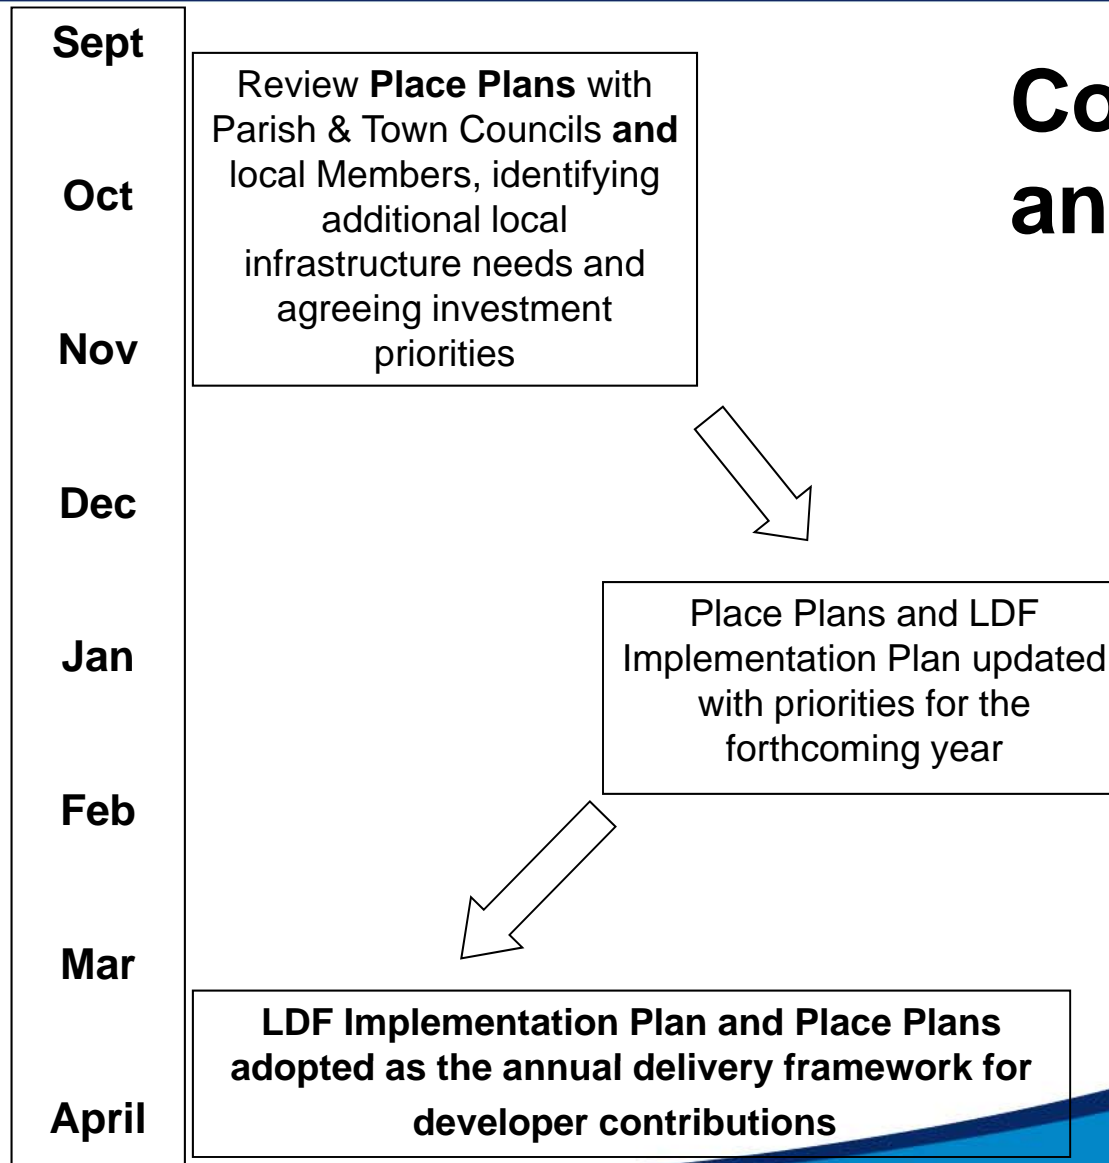 Sept
Oct
Nov
Dec
Jan
Feb
Mar
April
Review Place Plans with
Parish & Town Councils and
local Members, identifying
additional local
infrastructure needs and
agreeing investment
priorities
Co
an
Place Plans and LDF
Implementation Plan updated
with priorities for the
forthcoming year
LDF Implementation Plan and Place Plans
adopted as the annual delivery framework for
developer contributions